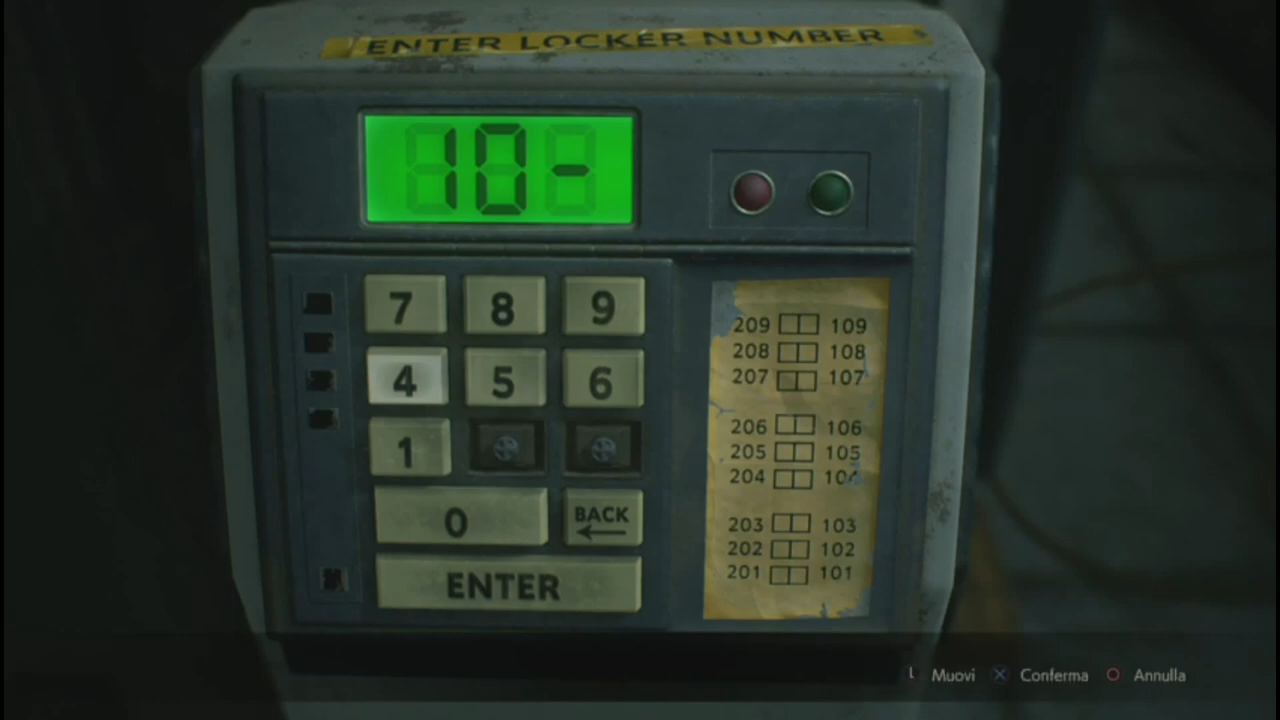 ENTER LOCKER NUMBER
10-
7 8 9
4 5 6
1
0 BACK
ENTER
209 109
208 108
207 107
206 106
205 105
204 104
203 103
202 102
201 101
L Muovi Conferma Annulla